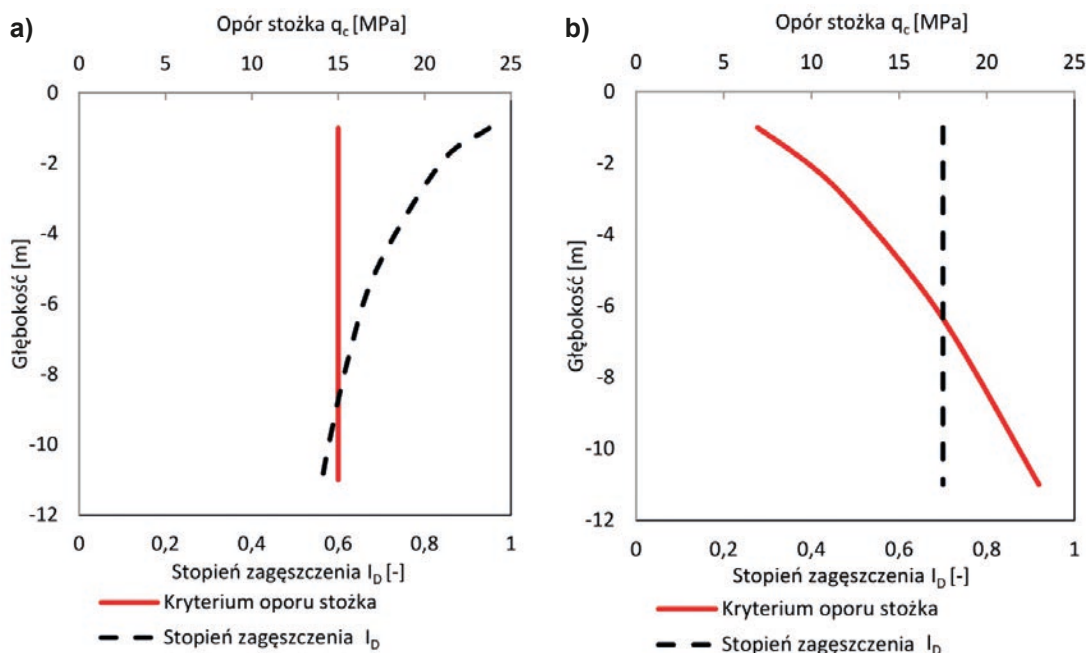 a)
Opór stożka q_c [MPa]
0 5 10 15 20 25
0
-2
-4
-6
-8
-10
-12
Głębokość [m]
0 0,2 0,4 0,6 0,8 1
Stopień zagęszczenia I_D [-]
Kryterium oporu stożka
Stopień zagęszczenia I_D
b)
Opór stożka q_c [MPa]
0 5 10 15 20 25
0
-2
-4
-6
-8
-10
-12
Głębokość [m]
0 0,2 0,4 0,6 0,8 1
Stopień zagęszczenia I_D [-]
Kryterium oporu stożka
Stopień zagęszczenia I_D